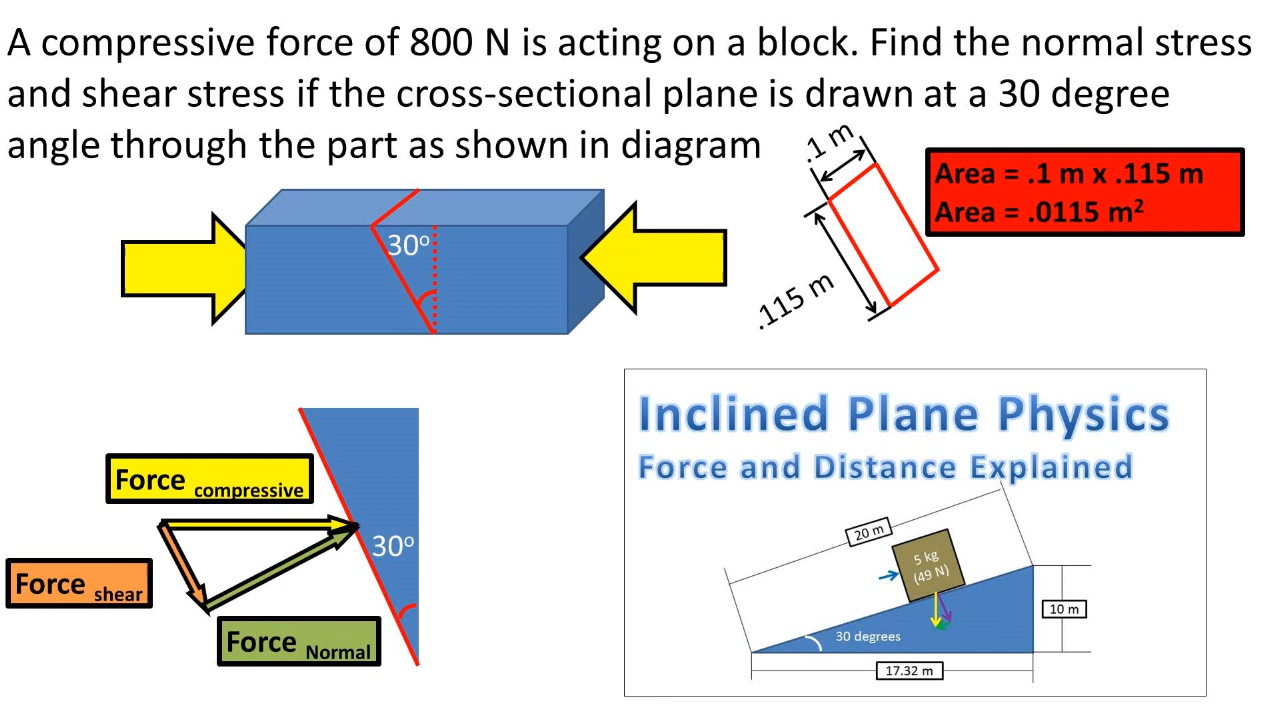 A compressive force of 800 N is acting on a block. Find the normal stress
and shear stress if the cross-sectional plane is drawn at a 30 degree
angle through the part as shown in diagram
.1 m
Area = .1 m x .115 m
Area = .0115 m²
30º
.115 m
Force compressive
30º
Force shear
Force Normal
Inclined Plane Physics
Force and Distance Explained
20 m
5 kg
(49 N)
10 m
30 degrees
17.32 m